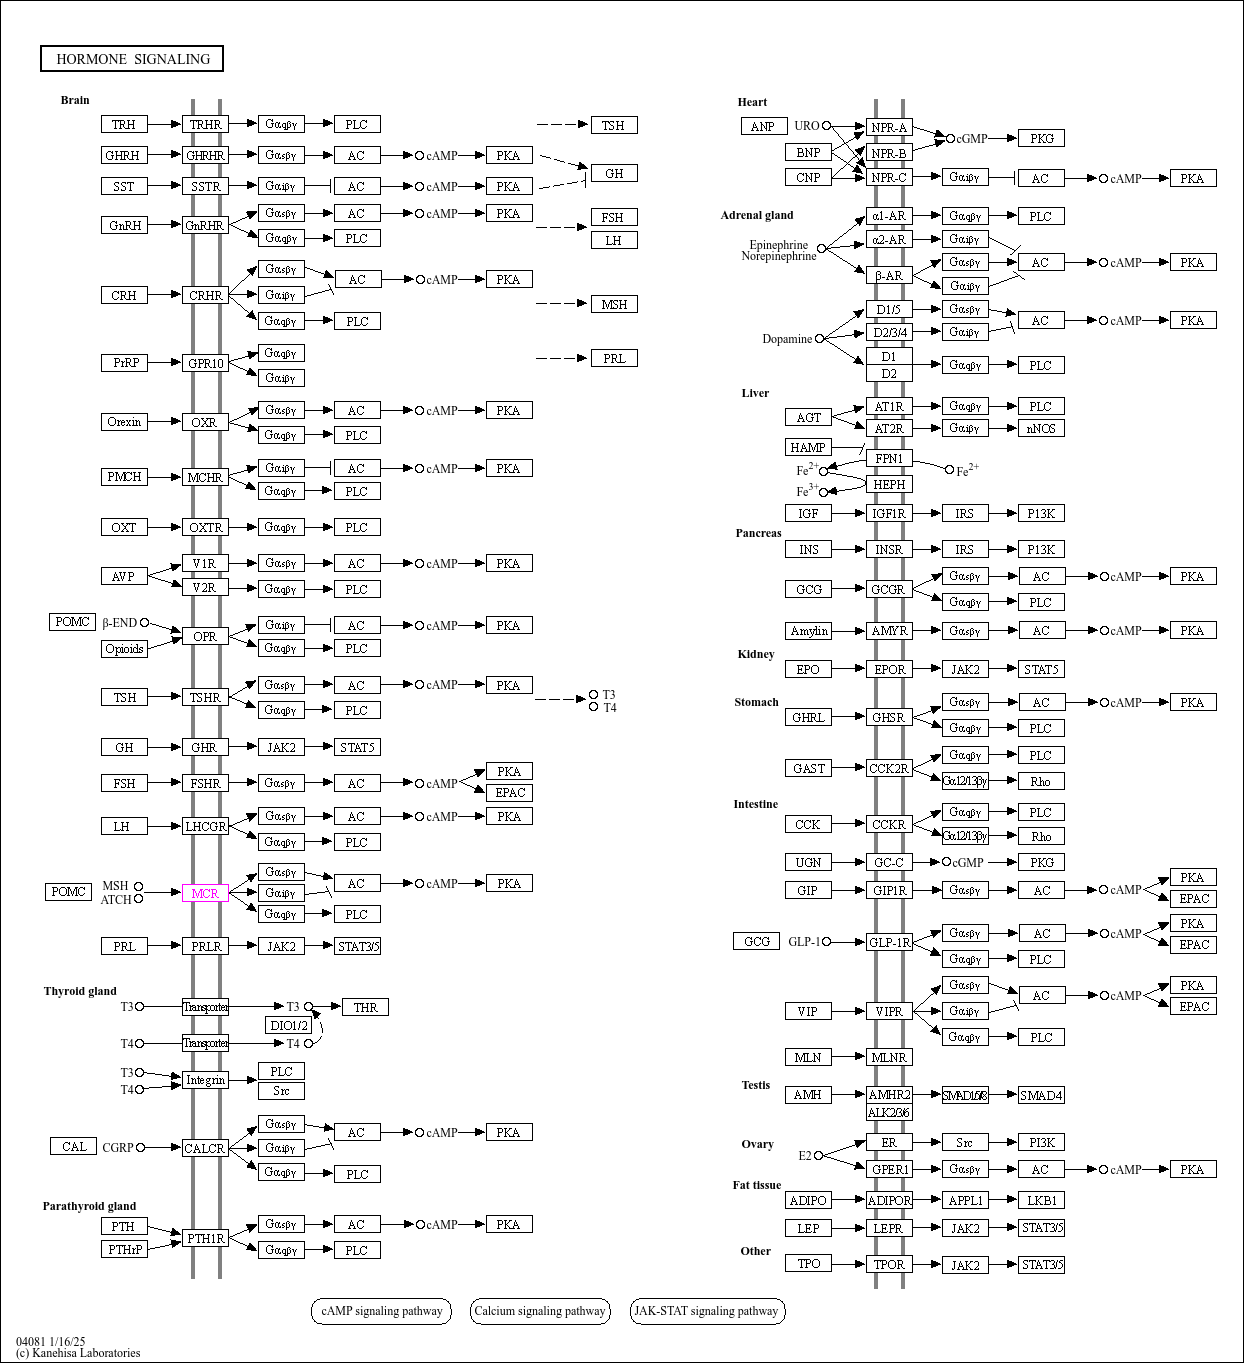 HORMONE SIGNALING
Brain
TRH TRHR Gαqβγ PLC TSH
GHRH GHRHR Gαsβγ AC cAMP PKA
GH
SST SSTR Gαiβγ AC cAMP PKA
GnRH GnRHR Gαsβγ AC cAMP PKA FSH
Gαqβγ PLC LH
CRH CRHR Gαsβγ AC cAMP PKA
Gαiβγ
Gαqβγ PLC MSH
PrRP GPR10 Gαqβγ PRL
Gαiβγ
Orexin OXR Gαsβγ AC cAMP PKA
Gαqβγ PLC
PMCH MCHR Gαiβγ AC cAMP PKA
Gαqβγ PLC
OXT OXTR Gαqβγ PLC
AVP V1R Gαsβγ AC cAMP PKA
V2R Gαqβγ PLC
POMC β-END OPR Gαiβγ AC cAMP PKA
Opioids Gαqβγ PLC
TSH TSHR Gαsβγ AC cAMP PKA T3
Gαqβγ PLC T4
GH GHR JAK2 STAT5
FSH FSHR Gαsβγ AC cAMP PKA
EPAC
LH LHCGR Gαsβγ AC cAMP PKA
Gαqβγ PLC
POMC MSH MCR Gαsβγ AC cAMP PKA
ATCH Gαiβγ
Gαqβγ PLC
PRL PRLR JAK2 STAT3/5
Thyroid gland
T3 Transporter T3 THR
DIO1/2
T4 Transporter T4
T3 Integrin PLC
T4 Src
CAL CGRP CALCR Gαsβγ AC cAMP PKA
Gαiβγ
Gαqβγ PLC
Parathyroid gland
PTH PTH1R Gαsβγ AC cAMP PKA
PTHrP Gαqβγ PLC
Heart
ANP URO NPR-A cGMP PKG
BNP NPR-B
CNP NPR-C Gαiβγ AC cAMP PKA
Adrenal gland
Epinephrine α1-AR Gαqβγ PLC
Norepinephrine α2-AR Gαiβγ
β-AR Gαsβγ AC cAMP PKA
Gαiβγ
Dopamine D1/5 Gαsβγ AC cAMP PKA
D2/3/4 Gαiβγ
D1 Gαqβγ PLC
D2
Liver
AGT AT1R Gαqβγ PLC
AT2R Gαiβγ nNOS
HAMP FPN1
Fe2+ Fe2+
Fe3+ HEPH
IGF IGF1R IRS P13K
Pancreas
INS INSR IRS P13K
GCG GCGR Gαsβγ AC cAMP PKA
Gαqβγ PLC
Amylin AMYR Gαsβγ AC cAMP PKA
Kidney
EPO EPOR JAK2 STAT5
Stomach
GHRL GHSR Gαsβγ AC cAMP PKA
Gαqβγ PLC
GAST CCK2R Gαqβγ PLC
Gα12/13βγ Rho
Intestine
CCK CCKR Gαqβγ PLC
Gα12/13βγ Rho
UGN GC-C cGMP PKG
GIP GIP1R Gαsβγ AC cAMP PKA
EPAC
GCG GLP-1 GLP-1R Gαsβγ AC cAMP PKA
EPAC
Gαqβγ PLC
VIP VIPR Gαsβγ AC cAMP PKA
Gαiβγ EPAC
Gαqβγ PLC
MLN MLNR
Testis
AMH AMHR2 SMAD1/5/8 SMAD4
ALK2/3/6
Ovary
E2 ER Src PI3K
GPER1 Gαsβγ AC cAMP PKA
Fat tissue
ADIPO ADIPOR APPL1 LKB1
LEP LEPR JAK2 STAT3/5
Other
TPO TPOR JAK2 STAT3/5
cAMP signaling pathway Calcium signaling pathway JAK-STAT signaling pathway
04081 1/16/25
(c) Kanehisa Laboratories